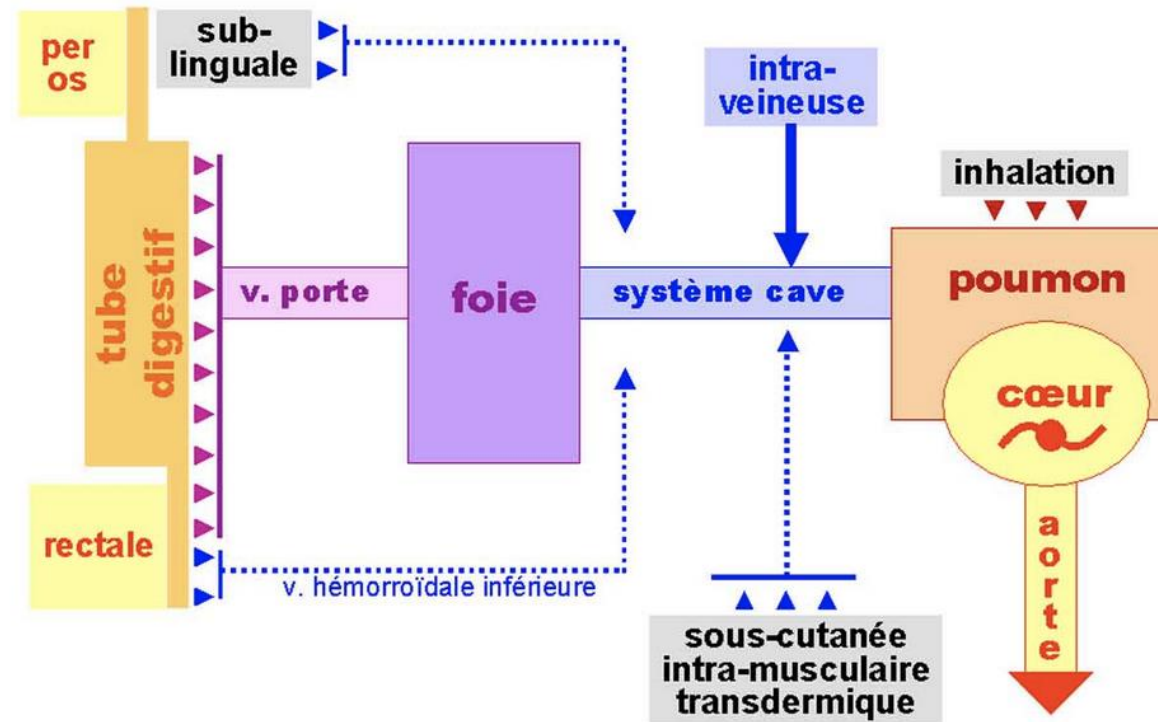 per
os
sub-
linguale
intra-
veineuse
inhalation
tube
digestif
v. porte
foie
système cave
poumon
cœur
rectale
v. hémorroïdale inférieure
sous-cutanée
intra-musculaire
transdermique
aorte